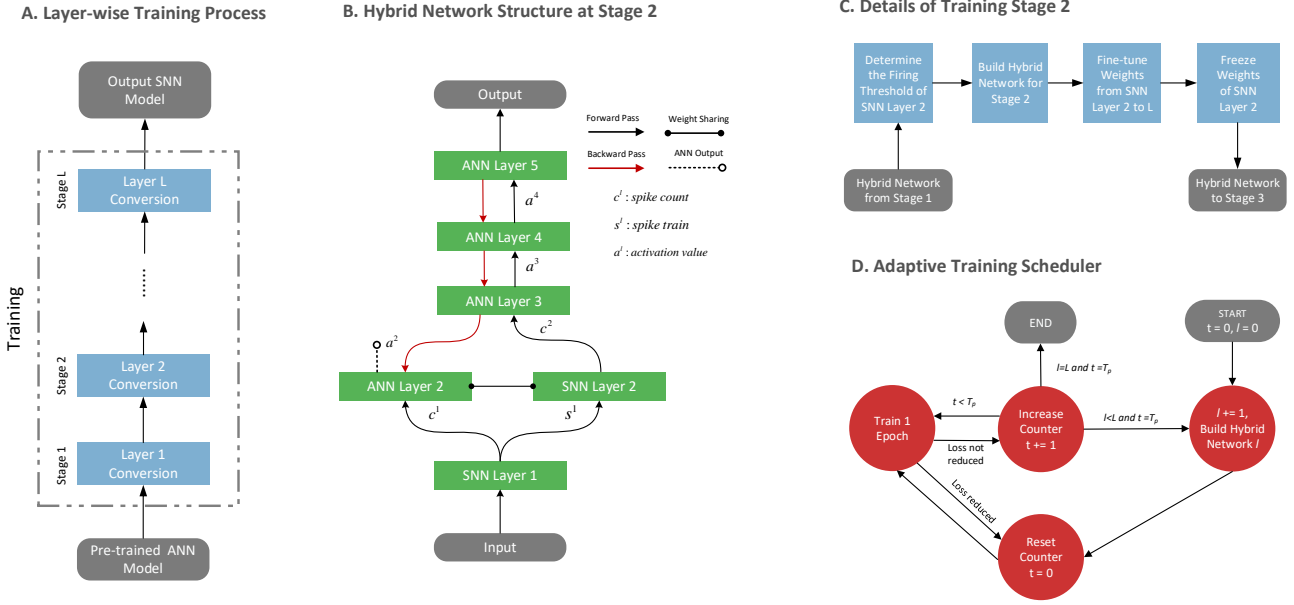 A. Layer-wise Training Process
Output SNN
Model
Training
Stage L
Layer L
Conversion
......
Stage 2
Layer 2
Conversion
Stage 1
Layer 1
Conversion
Pre-trained ANN
Model
B. Hybrid Network Structure at Stage 2
Output
Forward Pass
Weight Sharing
Backward Pass
ANN Output
c^l : spike count
s^l : spike train
a^l : activation value
ANN Layer 5
a^4
ANN Layer 4
a^3
ANN Layer 3
a^2
c^2
ANN Layer 2
SNN Layer 2
c^1
s^1
SNN Layer 1
Input
C. Details of Training Stage 2
Determine
the Firing
Threshold of
SNN Layer 2
Build Hybrid
Network for
Stage 2
Fine-tune
Weights
from SNN
Layer 2 to L
Freeze
Weights
of SNN
Layer 2
Hybrid Network
from Stage 1
Hybrid Network
to Stage 3
D. Adaptive Training Scheduler
END
START
t = 0, l = 0
l=L and t =T_p
t < T_p
Train 1
Epoch
Increase
Counter
t += 1
l<L and t =T_p
l += 1,
Build Hybrid
Network l
Loss not
reduced
Loss reduced
Reset
Counter
t = 0